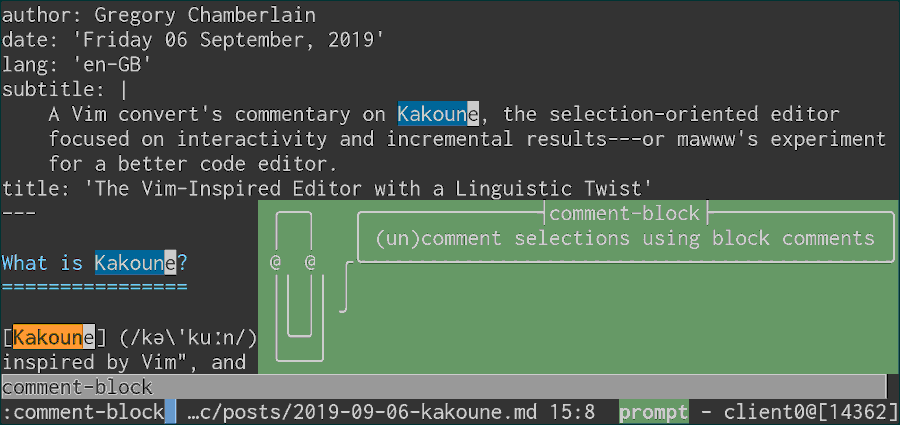 author: Gregory Chamberlain
date: 'Friday 06 September, 2019'
lang: 'en-GB'
subtitle: |
A Vim convert's commentary on Kakoune, the selection-oriented editor
focused on interactivity and incremental results---or mawww's experiment
for a better code editor.
title: 'The Vim-Inspired Editor with a Linguistic Twist'
---
comment-block
(un)comment selections using block comments
@ @
What is Kakoune?
================
[Kakoune] (/kə\'kuːn/)
inspired by Vim", and
comment-block
:comment-block …c/posts/2019-09-06-kakoune.md 15:8 prompt - client0@[14362]